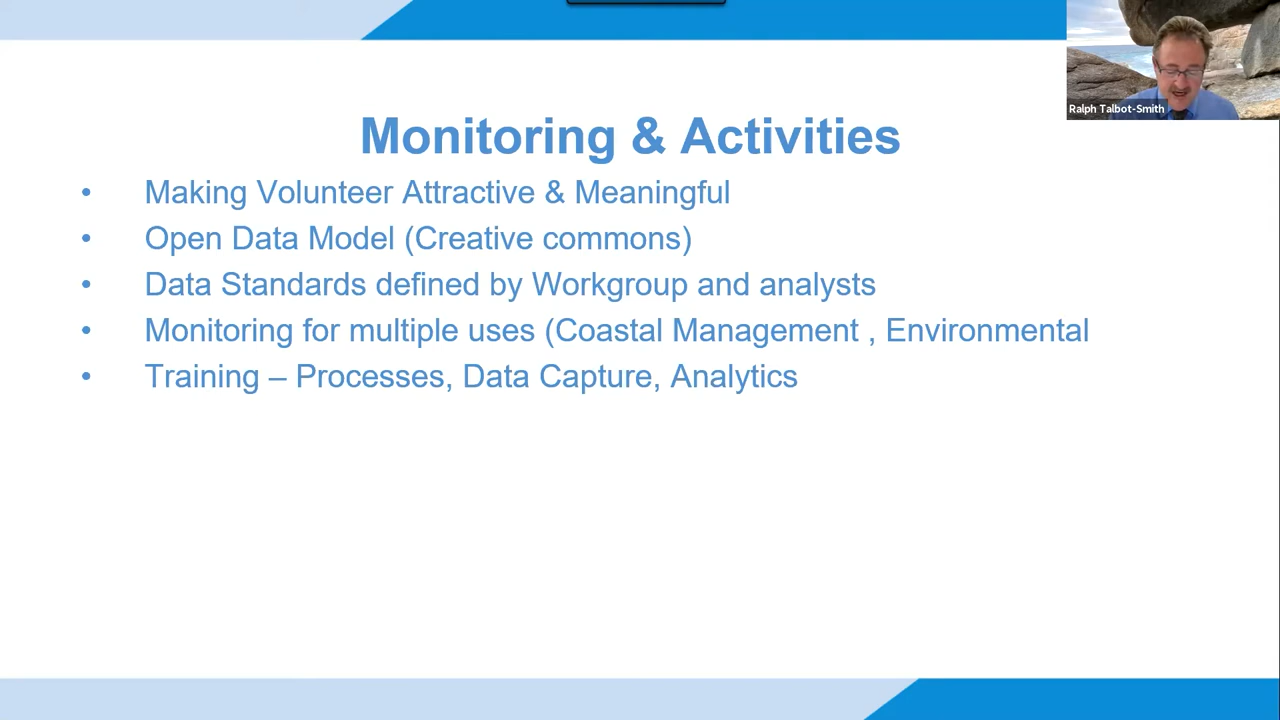 Ralph Talbot-Smith
Monitoring & Activities
• Making Volunteer Attractive & Meaningful
• Open Data Model (Creative commons)
• Data Standards defined by Workgroup and analysts
• Monitoring for multiple uses (Coastal Management , Environmental
• Training – Processes, Data Capture, Analytics